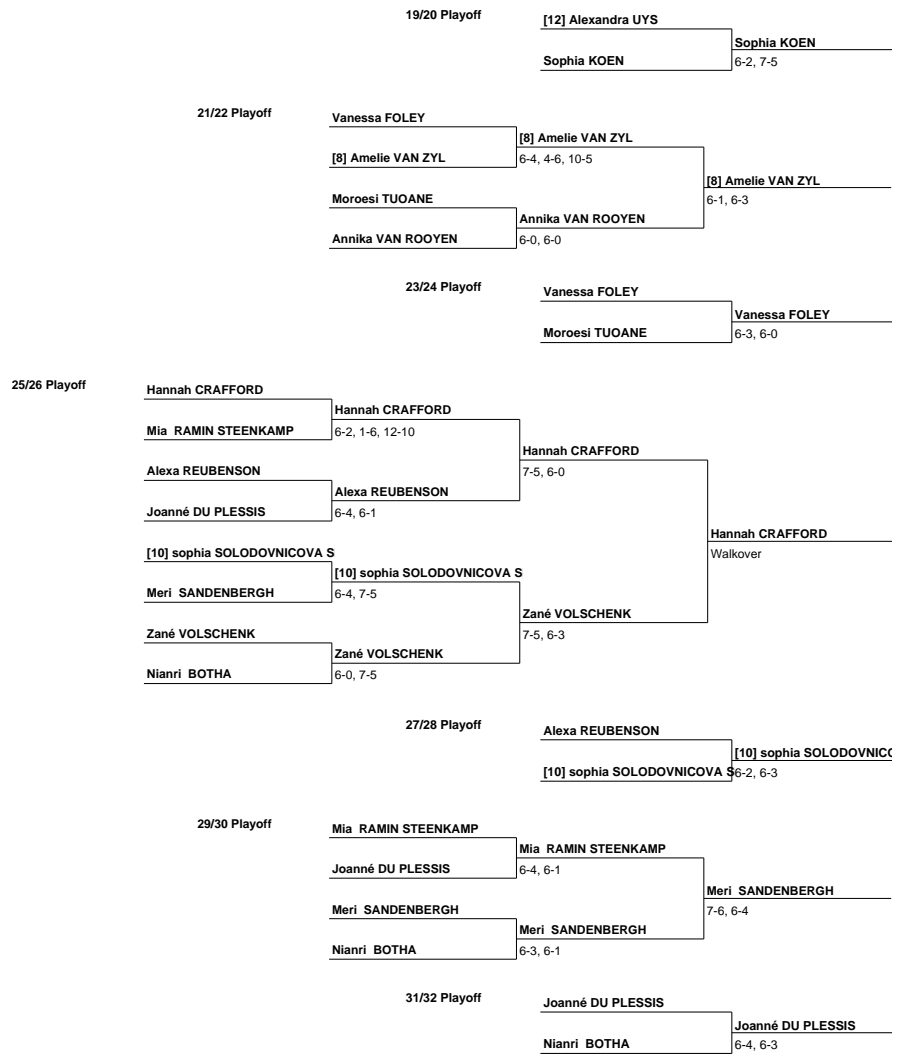 19/20 Playoff
[12] Alexandra UYS
Sophia KOEN
Sophia KOEN
6-2, 7-5
21/22 Playoff
Vanessa FOLEY
[8] Amelie VAN ZYL
[8] Amelie VAN ZYL
6-4, 4-6, 10-5
[8] Amelie VAN ZYL
6-1, 6-3
Moroesi TUOANE
Annika VAN ROOYEN
Annika VAN ROOYEN
6-0, 6-0
23/24 Playoff
Vanessa FOLEY
Vanessa FOLEY
Moroesi TUOANE
6-3, 6-0
25/26 Playoff
Hannah CRAFFORD
Hannah CRAFFORD
Mia RAMIN STEENKAMP
6-2, 1-6, 12-10
Hannah CRAFFORD
7-5, 6-0
Alexa REUBENSON
Alexa REUBENSON
Joanné DU PLESSIS
6-4, 6-1
Hannah CRAFFORD
Walkover
[10] sophia SOLODOVNICOVA S
[10] sophia SOLODOVNICOVA S
Meri SANDENBERGH
6-4, 7-5
Zané VOLSCHENK
7-5, 6-3
Zané VOLSCHENK
Zané VOLSCHENK
Nianri BOTHA
6-0, 7-5
27/28 Playoff
Alexa REUBENSON
[10] sophia SOLODOVNICO
[10] sophia SOLODOVNICOVA S
6-2, 6-3
29/30 Playoff
Mia RAMIN STEENKAMP
Mia RAMIN STEENKAMP
Joanné DU PLESSIS
6-4, 6-1
Meri SANDENBERGH
7-6, 6-4
Meri SANDENBERGH
Meri SANDENBERGH
Nianri BOTHA
6-3, 6-1
31/32 Playoff
Joanné DU PLESSIS
Joanné DU PLESSIS
Nianri BOTHA
6-4, 6-3